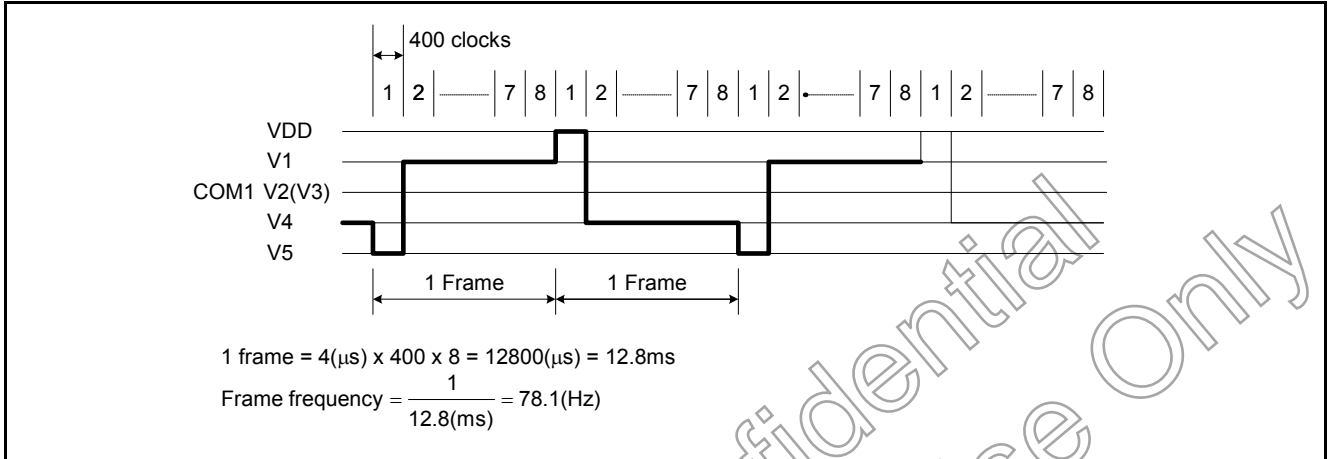 400 clocks
1 2 7 8 1 2 7 8 1 2 7 8 1 2 7 8
VDD
V1
COM1 V2(V3)
V4
V5
1 Frame 1 Frame
1 frame = 4(μs) x 400 x 8 = 12800(μs) = 12.8ms
Frame frequency = 1 / 12.8(ms) = 78.1(Hz)
fidential
Only